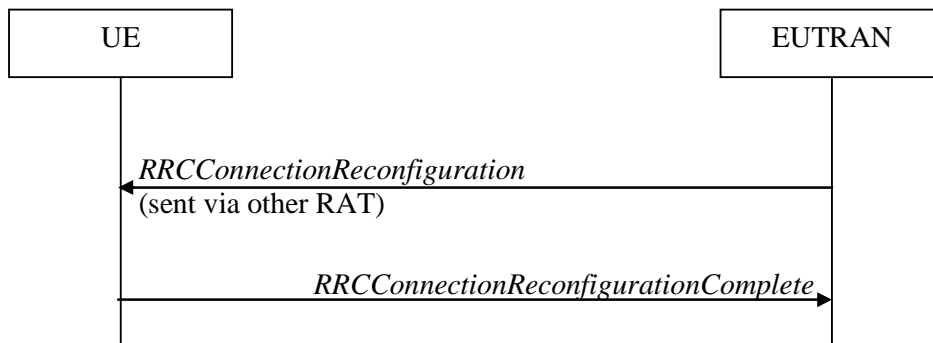 UE
EUTRAN
RRCConnectionReconfiguration
(sent via other RAT)
RRCConnectionReconfigurationComplete